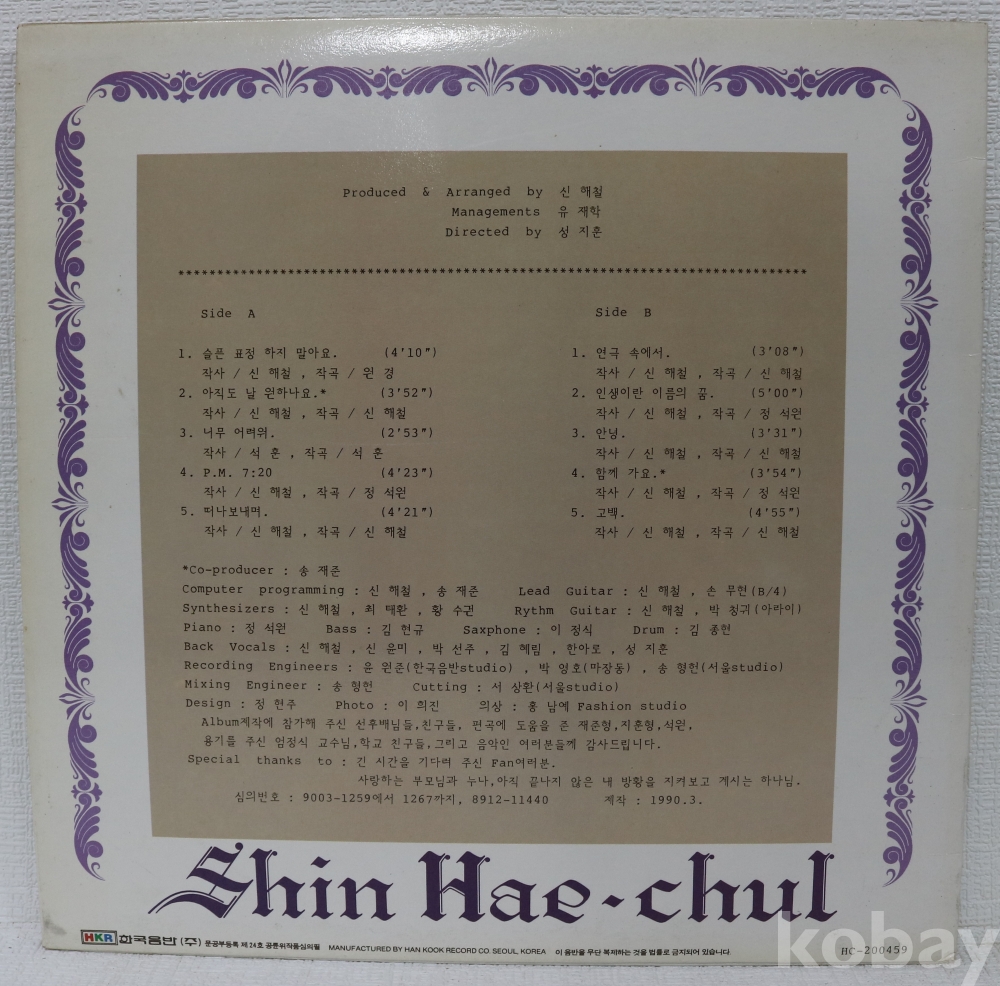 Produced & Arranged by 신 해철
Managements 유 재학
Directed by 성 지훈
********************************************************************************
Side A
1. 슬픈 표정 하지 말아요. (4'10")
작사 / 신 해철 , 작곡 / 원 경
2. 아직도 날 원하나요.* (3'52")
작사 / 신 해철 , 작곡 / 신 해철
3. 너무 어려워. (2'53")
작사 / 석 훈 , 작곡 / 석 훈
4. P.M. 7:20 (4'23")
작사 / 신 해철 , 작곡 / 정 석원
5. 떠나보내며. (4'21")
작사 / 신 해철 , 작곡 / 신 해철
Side B
1. 연극 속에서. (3'08")
작사 / 신 해철 , 작곡 / 신 해철
2. 인생이란 이름의 꿈. (5'00")
작사 / 신 해철 , 작곡 / 정 석원
3. 안녕. (3'31")
작사 / 신 해철 , 작곡 / 신 해철
4. 함께 가요.* (3'54")
작사 / 신 해철 , 작곡 / 정 석원
5. 고백. (4'55")
작사 / 신 해철 , 작곡 / 신 해철
*Co-producer : 송 재준
Computer programming : 신 해철 , 송 재준 Lead Guitar : 신 해철 , 손 무현(B/4)
Synthesizers : 신 해철 , 최 태완 , 황 수권 Rythm Guitar : 신 해철 , 박 청귀(아라이)
Piano : 정 석원 Bass : 김 현규 Saxphone : 이 정식 Drum : 김 종현
Back Vocals : 신 해철 , 신 윤미 , 박 선주 , 김 혜림 , 한아로 , 성 지훈
Recording Engineers : 윤 원준(한국음반studio) , 박 영호(마장동) , 송 형헌(서울studio)
Mixing Engineer : 송 형헌 Cutting : 서 상환(서울studio)
Design : 정 현주 Photo : 이 희진 의상 : 홍 남예 Fashion studio
Album제작에 참가해 주신 선후배님들,친구들, 편곡에 도움을 준 재준형,지훈형,석원,
용기를 주신 엄정식 교수님,학교 친구들,그리고 음악인 여러분들께 감사드립니다.
Special thanks to : 긴 시간을 기다려 주신 Fan여러분.
사랑하는 부모님과 누나,아직 끝나지 않은 내 방황을 지켜보고 계시는 하나님.
심의번호 : 9003-1259에서 1267까지, 8912-11440 제작 : 1990.3.
Shin Hae-chul
HKR 한국음반(주) 문공부등록 제24호 공륜위작품심의필 MANUFACTURED BY HAN KOOK RECORD CO. SEOUL, KOREA 이 음반을 무단 복제하는 것을 법률로 금지되어 있습니다. HC-200459
kobay